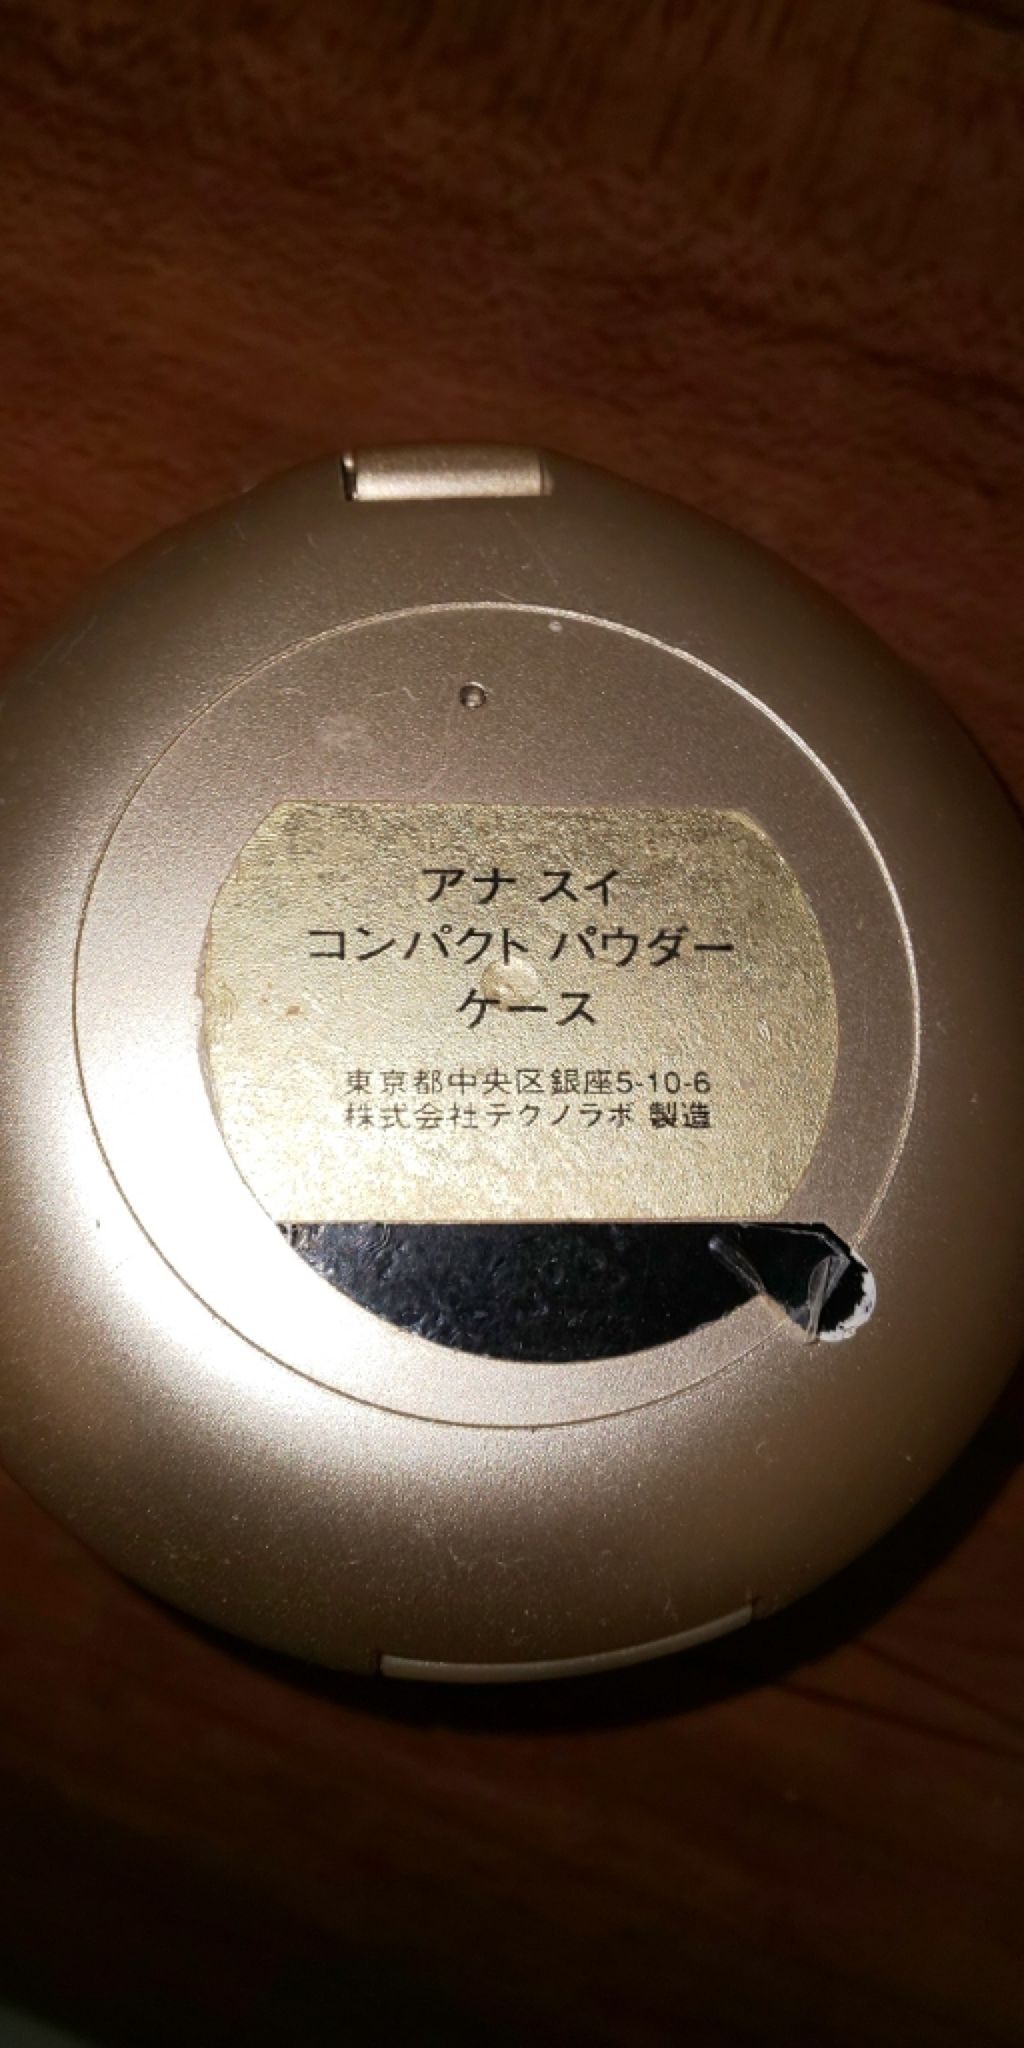 アナ スイ
コンパクト パウダー
ケース
東京都中央区銀座5-10-6
株式会社テクノラボ 製造